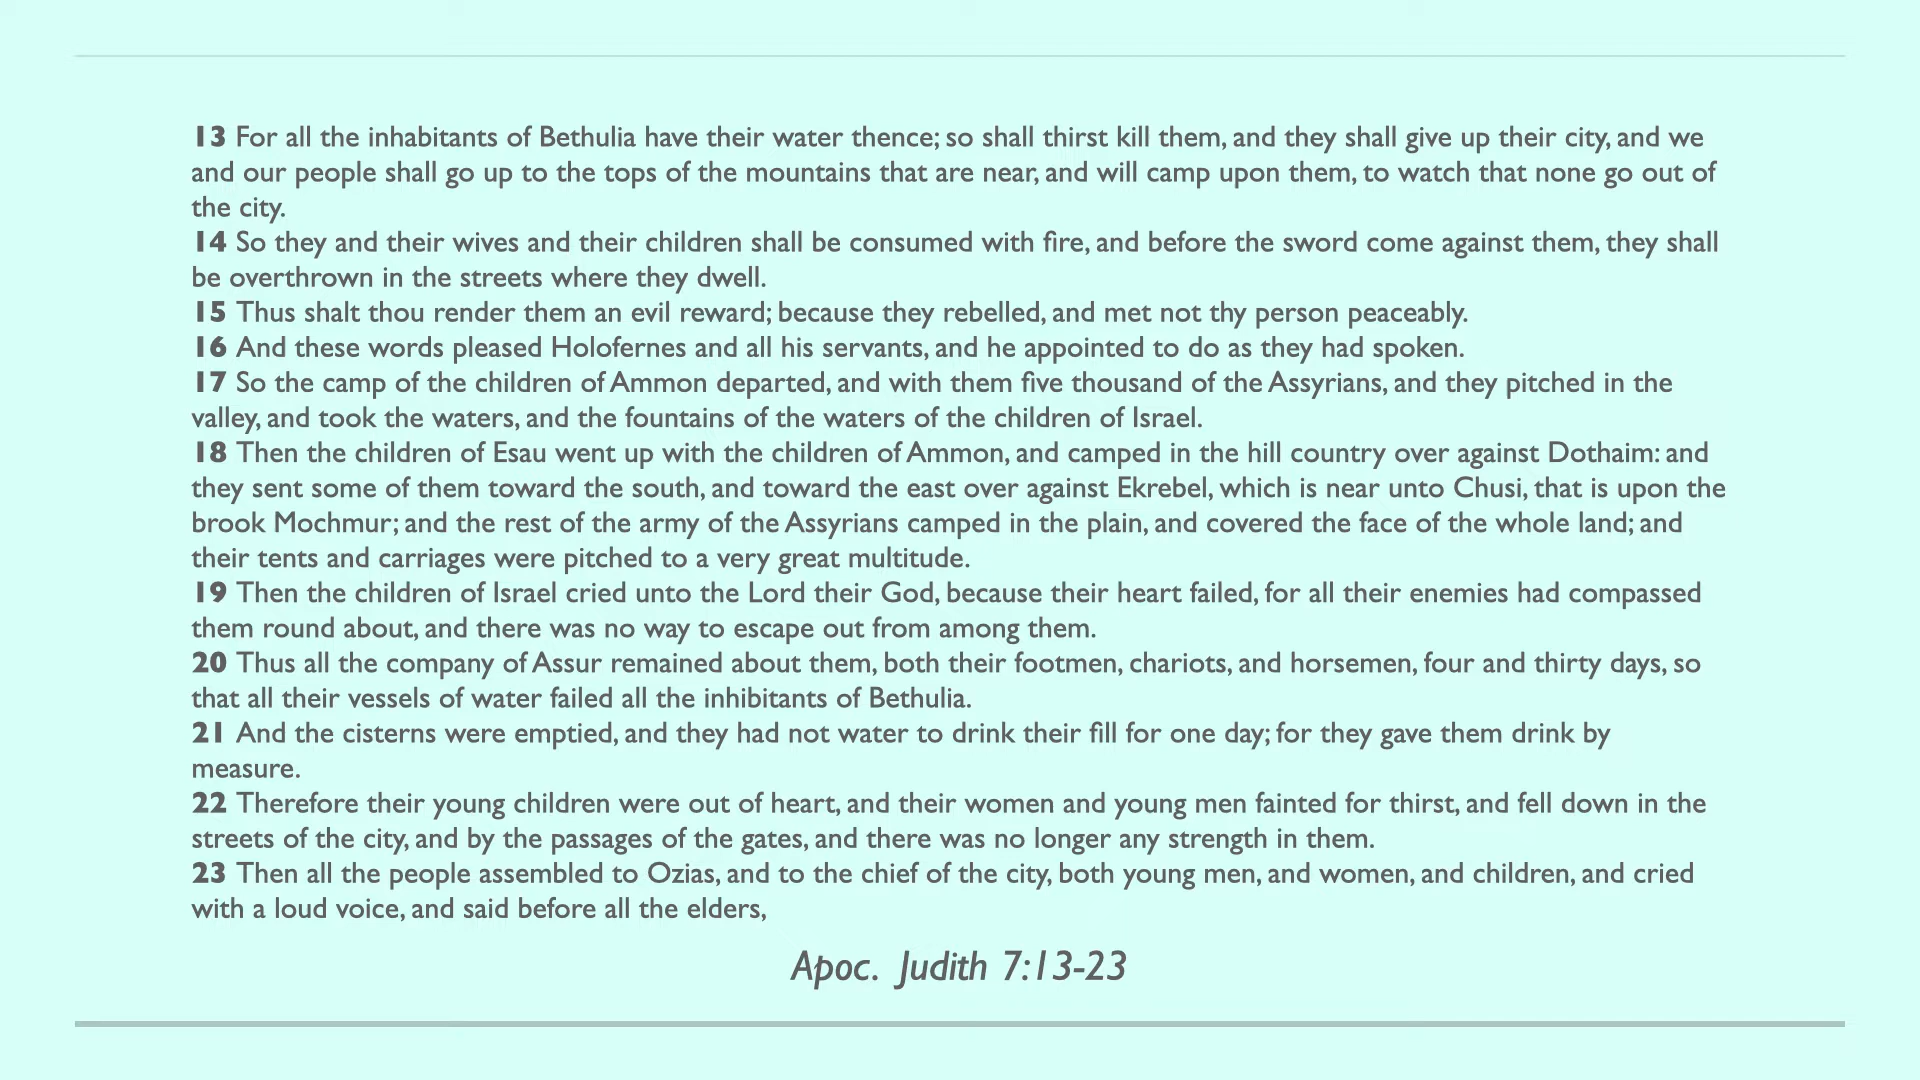 13 For all the inhabitants of Bethulia have their water thence; so shall thirst kill them, and they shall give up their city, and we
and our people shall go up to the tops of the mountains that are near, and will camp upon them, to watch that none go out of
the city.
14 So they and their wives and their children shall be consumed with fire, and before the sword come against them, they shall
be overthrown in the streets where they dwell.
15 Thus shalt thou render them an evil reward; because they rebelled, and met not thy person peaceably.
16 And these words pleased Holofernes and all his servants, and he appointed to do as they had spoken.
17 So the camp of the children of Ammon departed, and with them five thousand of the Assyrians, and they pitched in the
valley, and took the waters, and the fountains of the waters of the children of Israel.
18 Then the children of Esau went up with the children of Ammon, and camped in the hill country over against Dothaim: and
they sent some of them toward the south, and toward the east over against Ekrebel, which is near unto Chusi, that is upon the
brook Mochmur; and the rest of the army of the Assyrians camped in the plain, and covered the face of the whole land; and
their tents and carriages were pitched to a very great multitude.
19 Then the children of Israel cried unto the Lord their God, because their heart failed, for all their enemies had compassed
them round about, and there was no way to escape out from among them.
20 Thus all the company of Assur remained about them, both their footmen, chariots, and horsemen, four and thirty days, so
that all their vessels of water failed all the inhibitants of Bethulia.
21 And the cisterns were emptied, and they had not water to drink their fill for one day; for they gave them drink by
measure.
22 Therefore their young children were out of heart, and their women and young men fainted for thirst, and fell down in the
streets of the city, and by the passages of the gates, and there was no longer any strength in them.
23 Then all the people assembled to Ozias, and to the chief of the city, both young men, and women, and children, and cried
with a loud voice, and said before all the elders,
Apoc. Judith 7:13-23